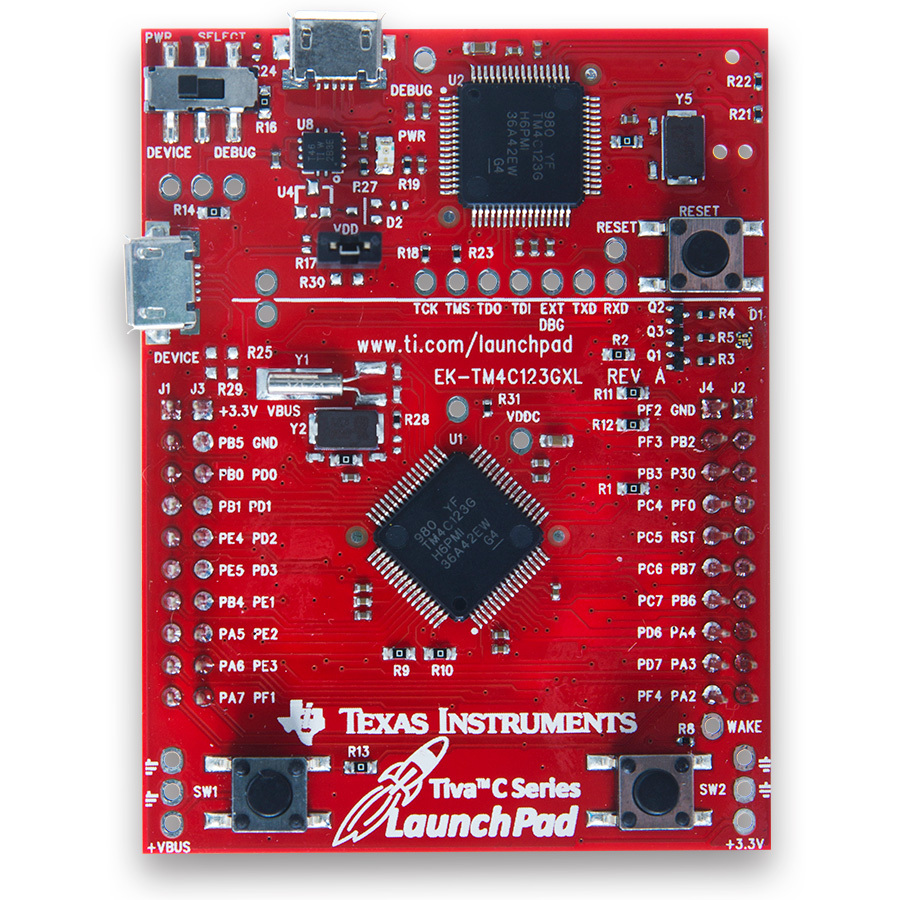 PWR SELECT
R24
DEBUG
U2
R22
R21
Y5
R16
U8
PWR
DEVICE DEBUG
T46
TI W
980 YF
TM4C123G
H6PMI
36A42EW
G4
U4
R27
R19
R14
D2
VDD
R17
R30
R18 R23
RESET
RESET
TCK TMS TDO TDI EXT TXD RXD
DBG
Q2 R4 D1
Q3 R5
Q1 R3
www.ti.com/launchpad
R2
DEVICE R25
R29
Y1
EK-TM4C123GXL REV A
J1 J3
J4 J2
R31
R11
+3.3V VBUS
VDDC
PF2 GND
Y2
R28
U1
R12
PB5 GND
PF3 PB2
PB0 PD0
PB3 P30
R1
PB1 PD1
PC4 PF0
PE4 PD2
PC5 RST
PE5 PD3
PC6 PB7
PB4 PE1
PC7 PB6
PA5 PE2
PD6 PA4
PA6 PE3
PD7 PA3
PA7 PF1
PF4 PA2
980 YF
TM4C123G
H6PMI
36A42EW
G4
R9 R10
TEXAS INSTRUMENTS
R8 WAKE
R13
SW1
Tiva™ C Series
LaunchPad
SW2
+VBUS
+3.3V